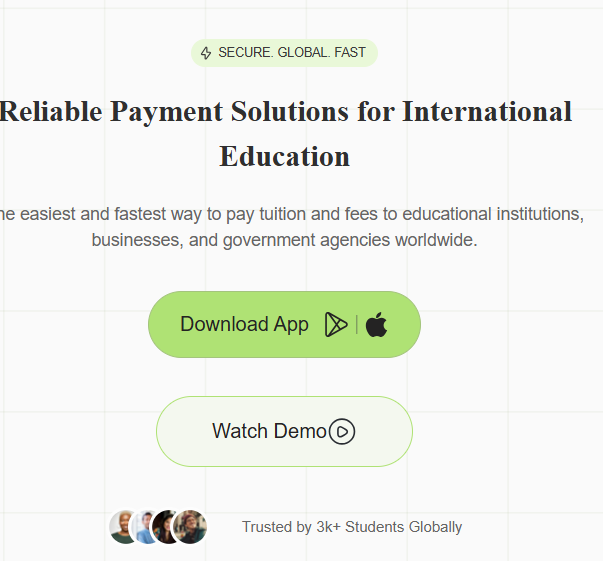 SECURE. GLOBAL. FAST
Reliable Payment Solutions for International
Education
easiest and fastest way to pay tuition and fees to educational institutions,
businesses, and government agencies worldwide.
Download App
Watch Demo
Trusted by 3k+ Students Globally